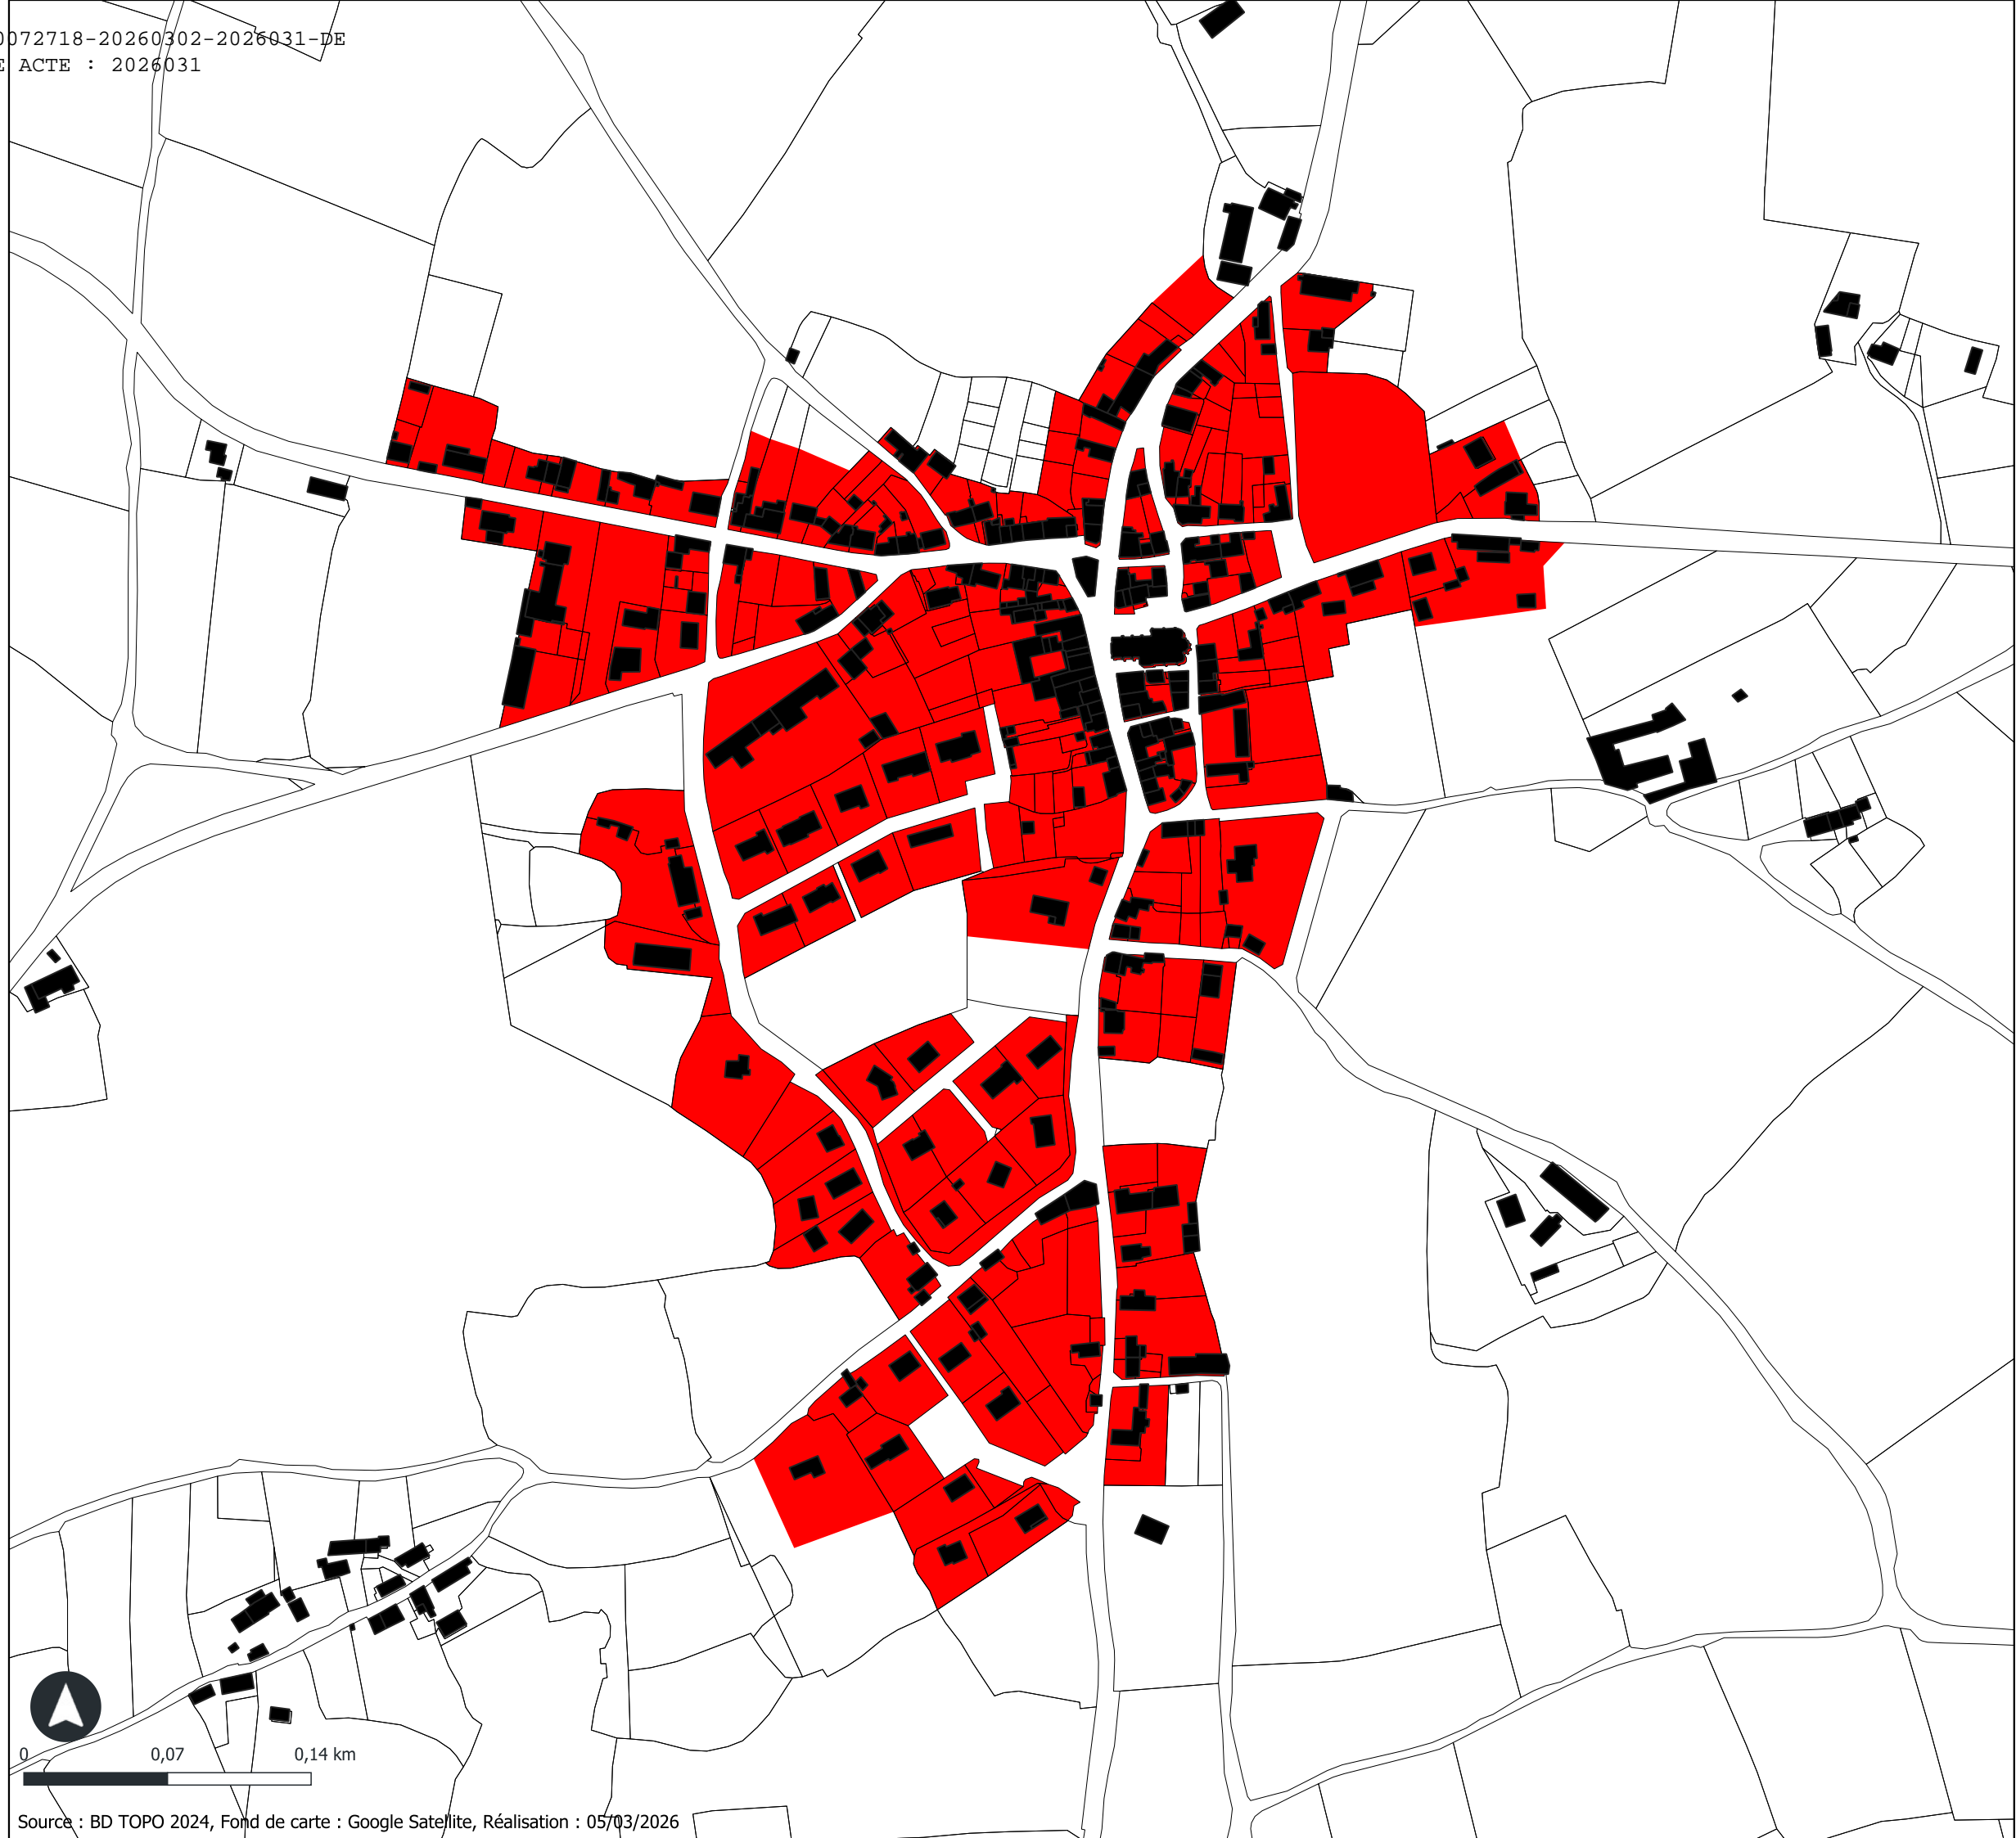 0072718-20260302-2026031-DE
E ACTE : 2026031
0 0,07 0,14 km
Source : BD TOPO 2024, Fond de carte : Google Satellite, Réalisation : 05/03/2026